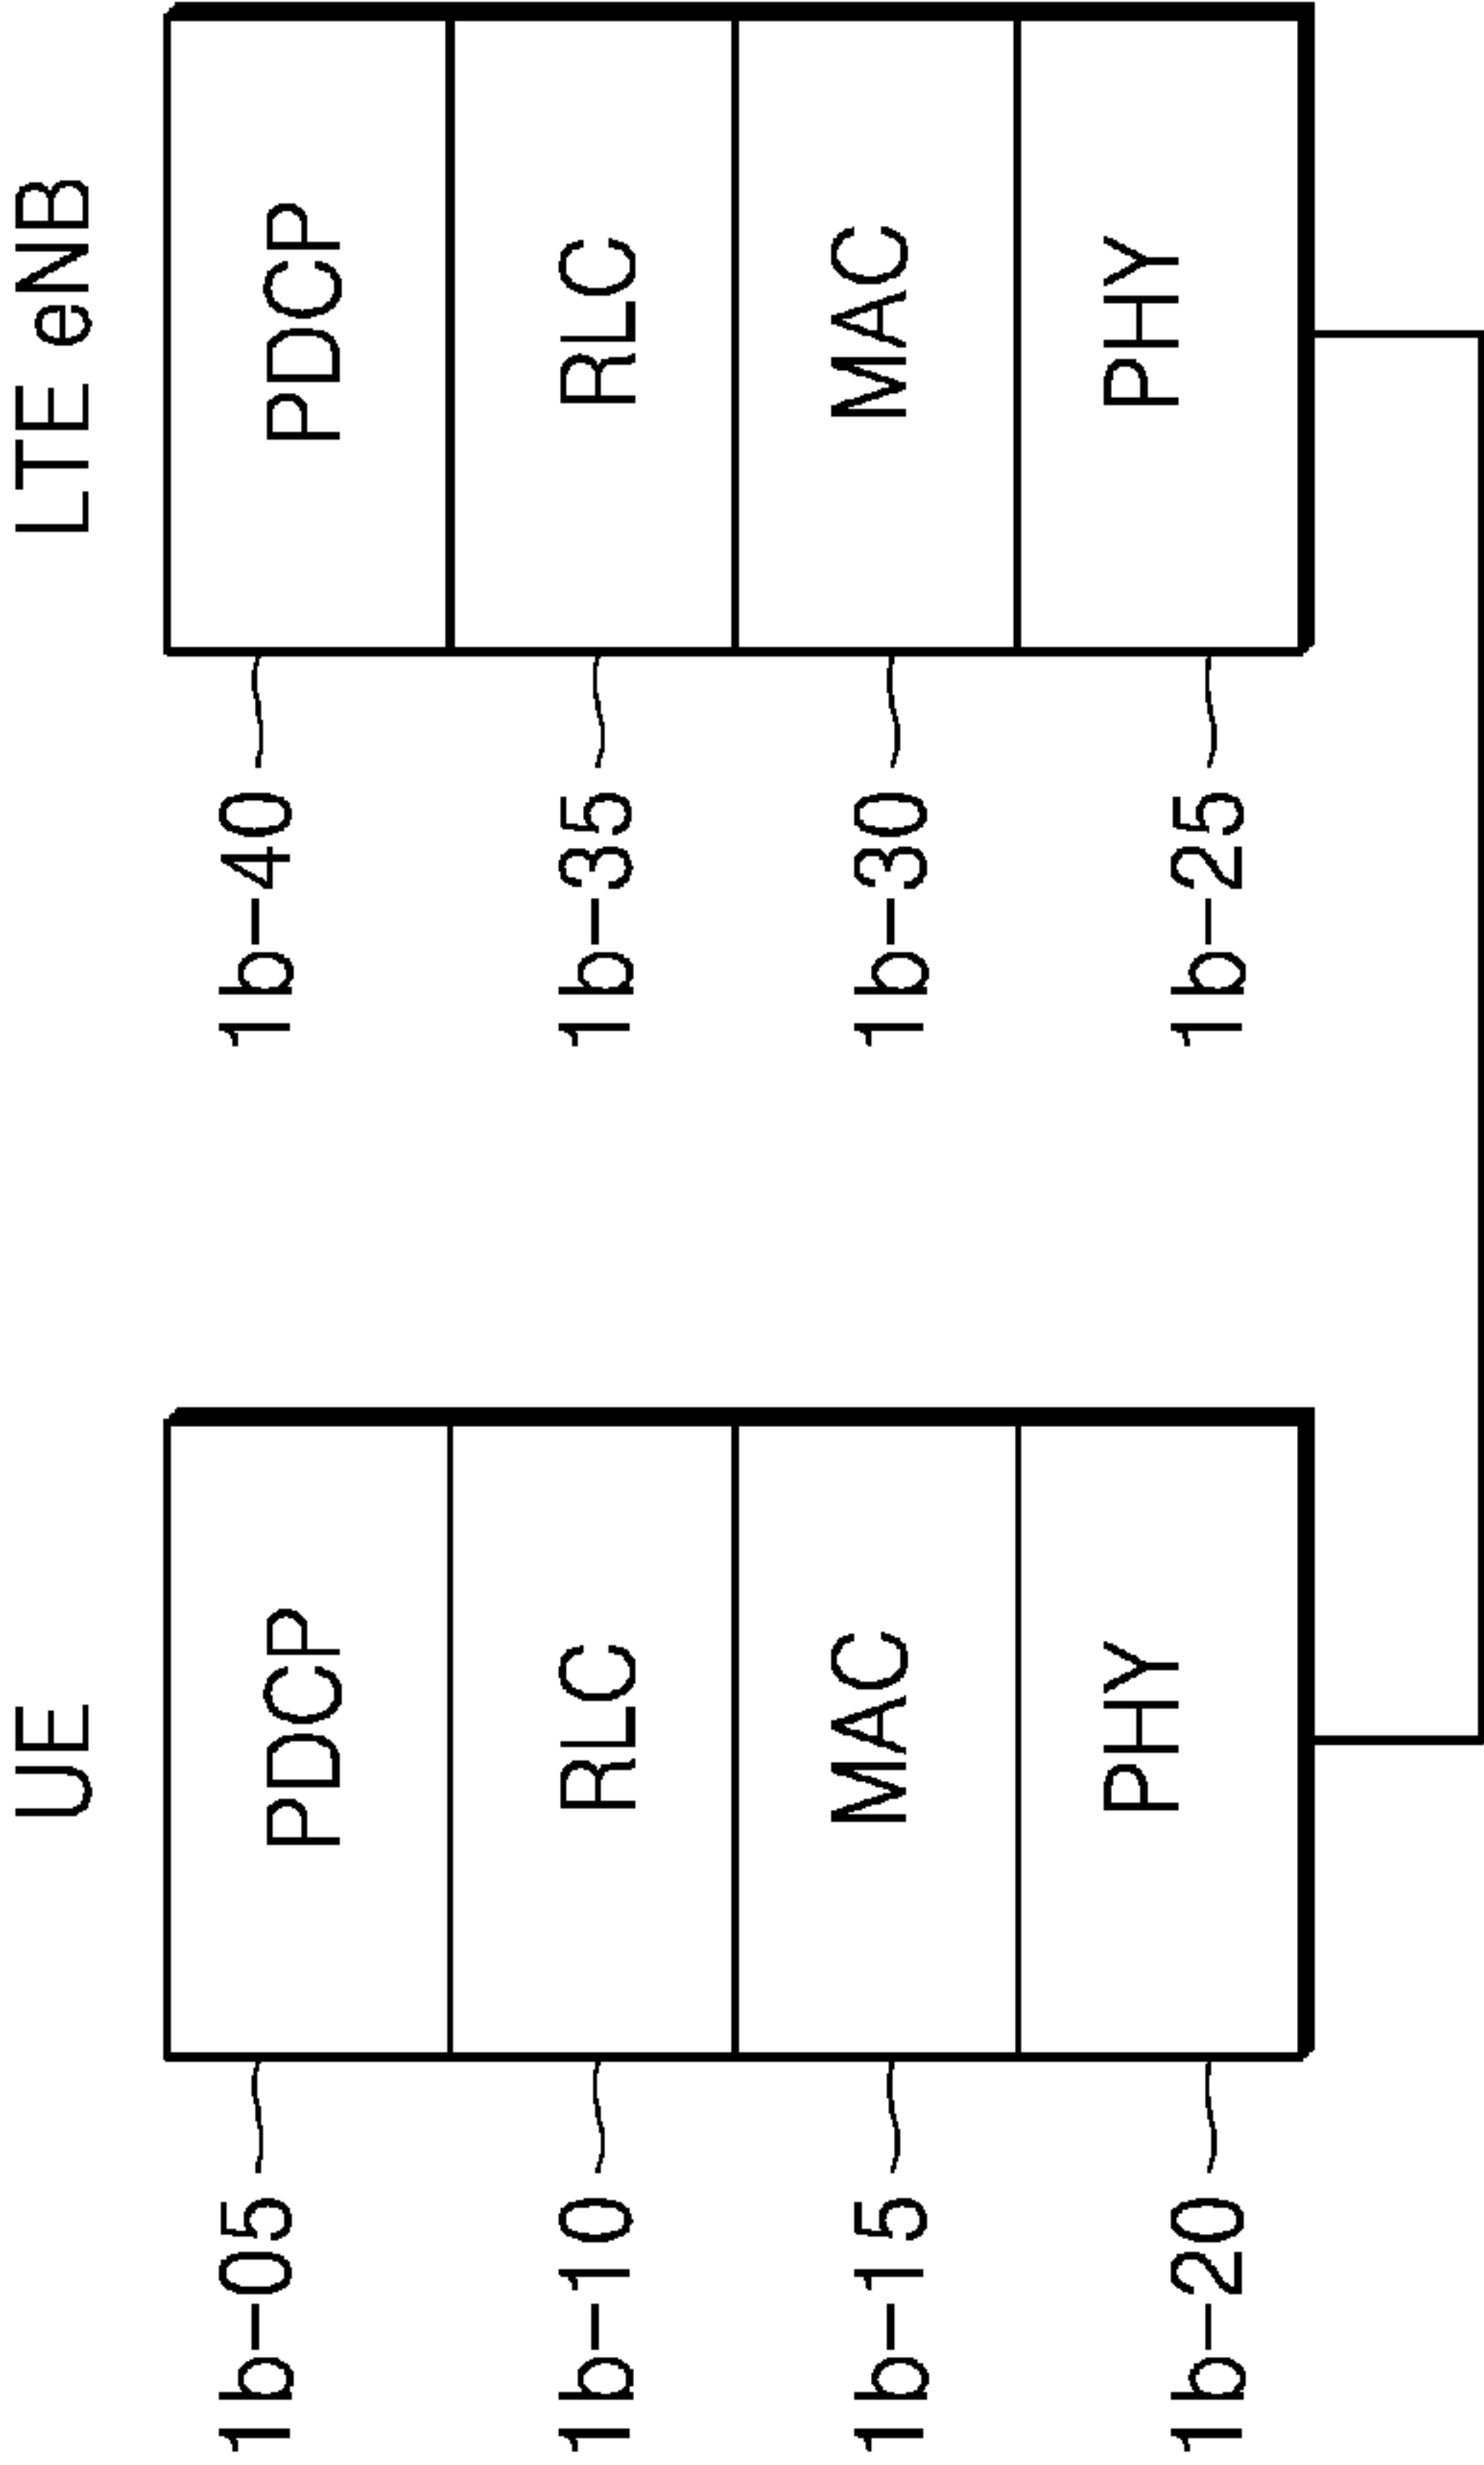 UE
LTE eNB
1b-05
PDCP
1b-40
PDCP
1b-10
RLC
1b-35
RLC
1b-15
MAC
1b-30
MAC
1b-20
PHY
1b-25
PHY